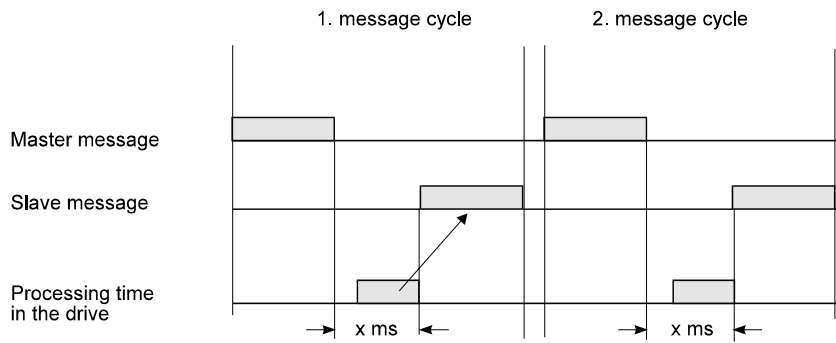 1. message cycle
2. message cycle
Master message
Slave message
Processing time
in the drive
x ms
x ms